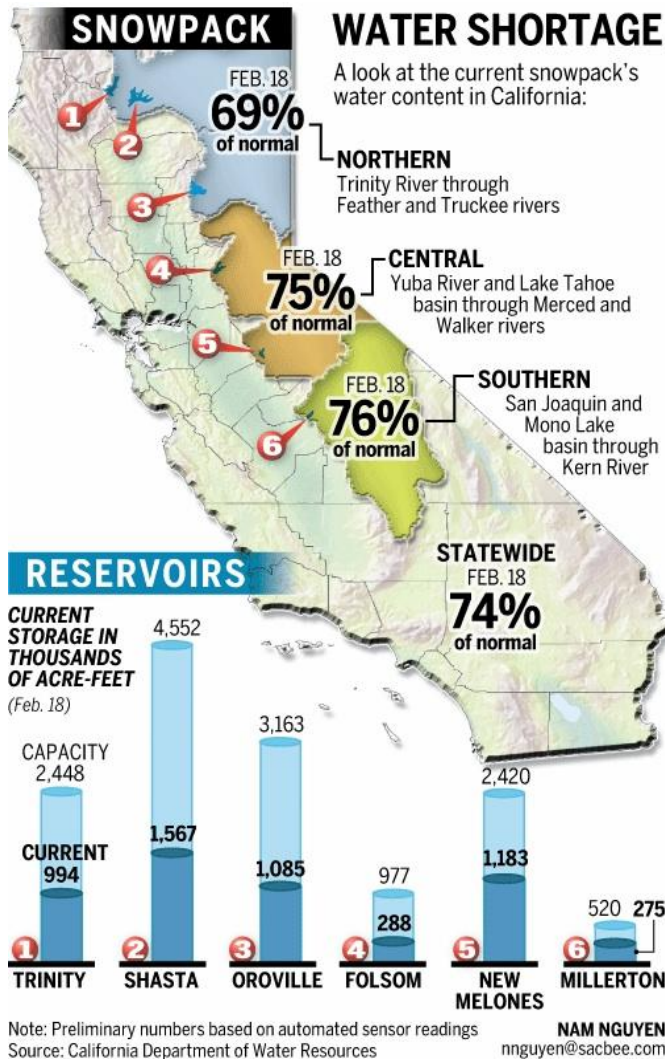 SNOWPACK
WATER SHORTAGE
A look at the current snowpack's
water content in California:
FEB. 18
69%
of normal
NORTHERN
Trinity River through
Feather and Truckee rivers
1
2
3
4
5
6
FEB. 18
75%
of normal
CENTRAL
Yuba River and Lake Tahoe
basin through Merced and
Walker rivers
FEB. 18
76%
of normal
SOUTHERN
San Joaquin and
Mono Lake
basin through
Kern River
STATEWIDE
FEB. 18
74%
of normal
RESERVOIRS
CURRENT
STORAGE IN
THOUSANDS
OF ACRE-FEET
(Feb. 18)
CAPACITY
2,448
CURRENT
994
1
TRINITY
4,552
1,567
2
SHASTA
3,163
1,085
3
OROVILLE
977
288
4
FOLSOM
2,420
1,183
5
NEW
MELONES
520 275
6
MILLERTON
Note: Preliminary numbers based on automated sensor readings
Source: California Department of Water Resources
NAM NGUYEN
nnguyen@sacbee.com